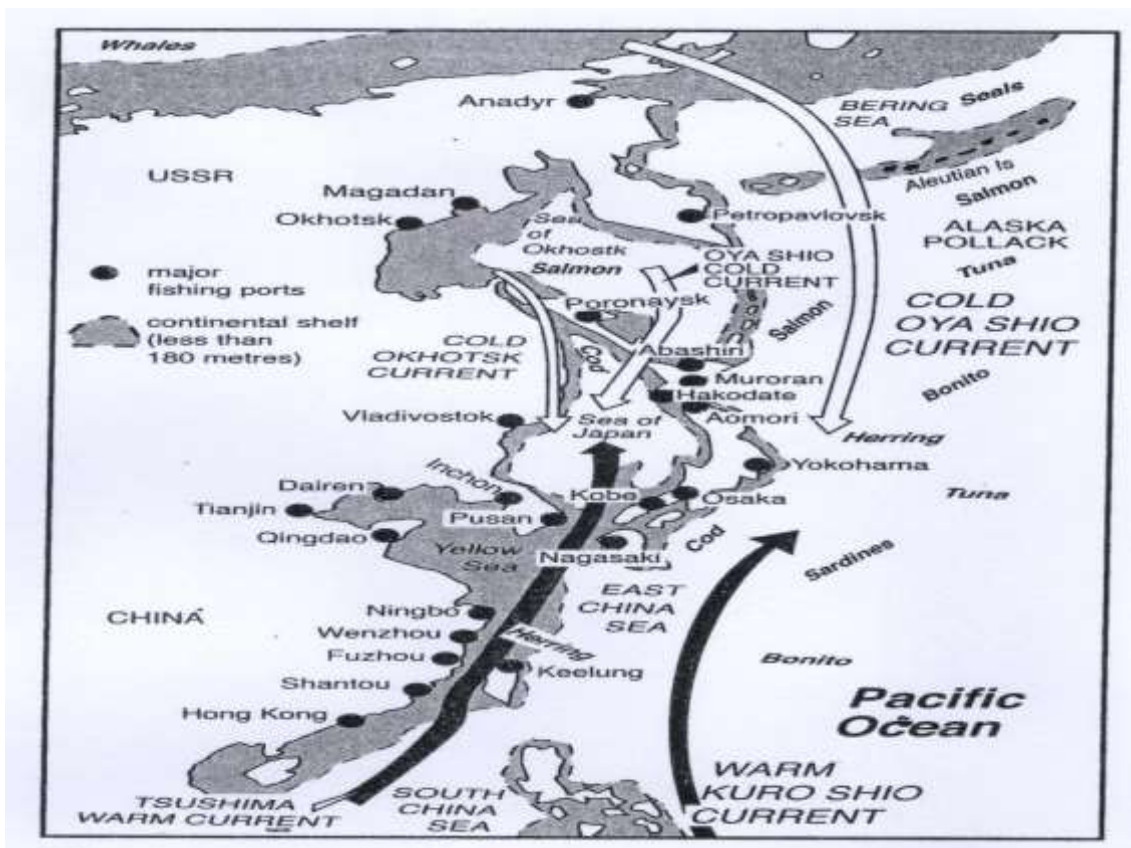 Whales
Anadyr
BERING Seals
SEA
USSR
Aleutian Is
Magadan
Salmon
Okhotsk
Petropavlovsk
Sea
of
Okhostk
ALASKA
POLLACK
major
fishing ports
Salmon
OYA SHIO
COLD
CURRENT
Tuna
continental shelf
(less than
180 metres)
Poronaysk
Salmon
COLD
OYA SHIO
CURRENT
COLD
OKHOTSK
CURRENT
Cod
Abashiri
Muroran
Bonito
Hakodate
Vladivostok
Sea of
Japan
Aomori
Herring
Yokohama
Inchon
Dairen
Kobe
Osaka
Tuna
Tianjin
Pusan
Qingdao
Cod
Yellow
Sea
Nagasaki
Sardines
EAST
CHINA
SEA
CHINA
Ningbo
Wenzhou
Herring
Fuzhou
Keelung
Bonito
Shantou
Hong Kong
Pacific
Ocean
WARM
KURO SHIO
CURRENT
TSUSHIMA
WARM CURRENT
SOUTH
CHINA
SEA